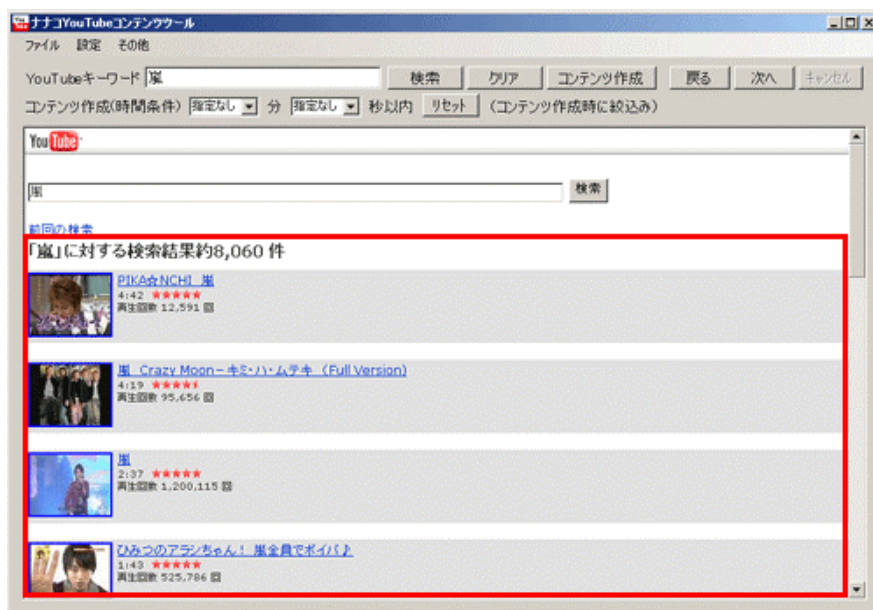 ナナコYouTubeコンテンツツール
ファイル 設定 その他
YouTubeキーワード 嵐 検索 クリア コンテンツ作成 戻る 次へ キャンセル
コンテンツ作成(時間条件) 指定なし 分 指定なし 秒以内 リセット (コンテンツ作成時に絞込み)
YouTube
嵐 検索
前回の検索
「嵐」に対する検索結果約8,060 件
PIKA☆NCHI 嵐
4:42 ★★★★★
再生回数 12,591 回
嵐 Crazy Moon－キミ・ハ・ムテキ (Full Version)
4:19
再生回数 95,656 回
嵐
2:37 ★★★★★
再生回数 1,200,115 回
ひみつのアラシちゃん! 嵐全員でボイパ♪
1:43 ★★★★★
再生回数 525,786 回